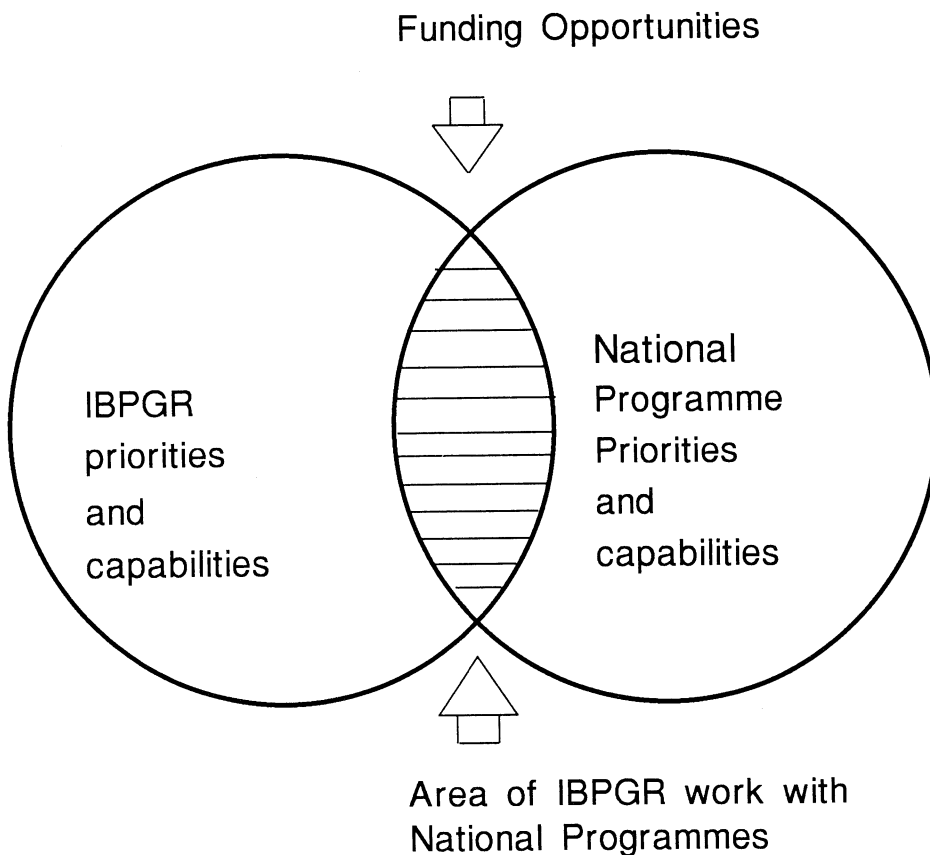 Funding Opportunities
IBPGR
priorities
and
capabilities
National
Programme
Priorities
and
capabilities
Area of IBPGR work with
National Programmes